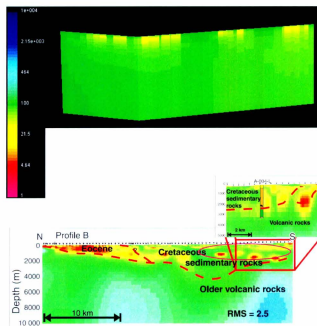 1e+004
2.15e+003
464
100
21.5
4.64
1
Cretaceous
sedimentary
rocks
Volcanic rocks
3 km
N Profile B S
Eocene
Cretaceous
sedimentary rocks
Older volcanic rocks
RMS = 2.5
10 km
Depth (m)
0
2000
4000
6000
8000
10 000